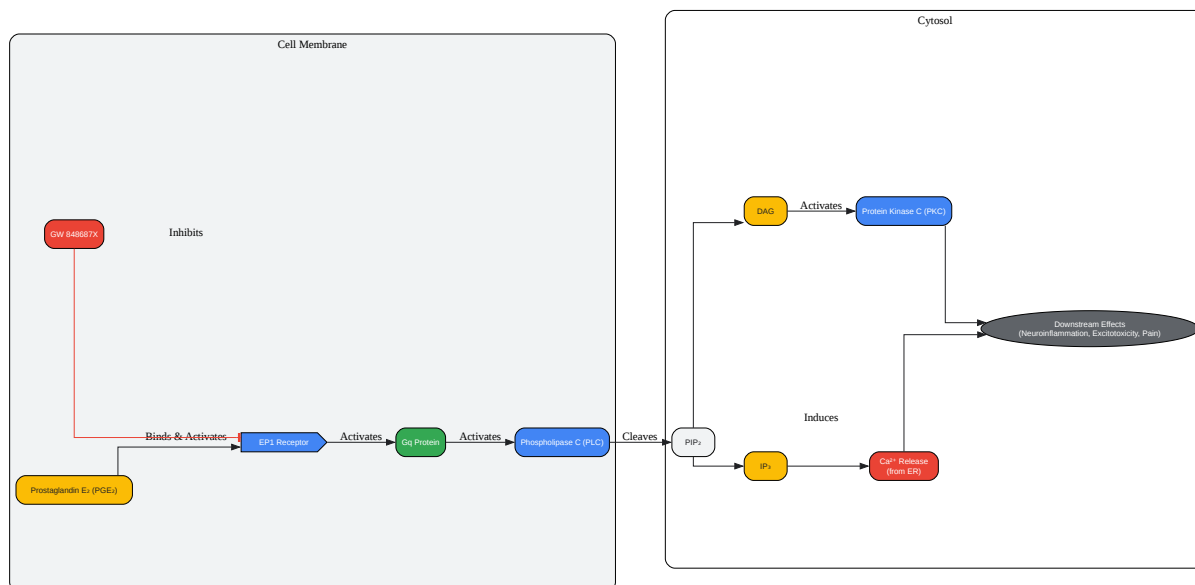 Cell Membrane
GW 848687X
Inhibits
Binds & Activates
EP1 Receptor
Activates
Gq Protein
Activates
Phospholipase C (PLC)
Cleaves
Prostaglandin E₂ (PGE₂)
Cytosol
DAG
Activates
Protein Kinase C (PKC)
Downstream Effects
(Neuroinflammation, Excitotoxicity, Pain)
Induces
PIP₂
IP₃
Ca²⁺ Release
(from ER)